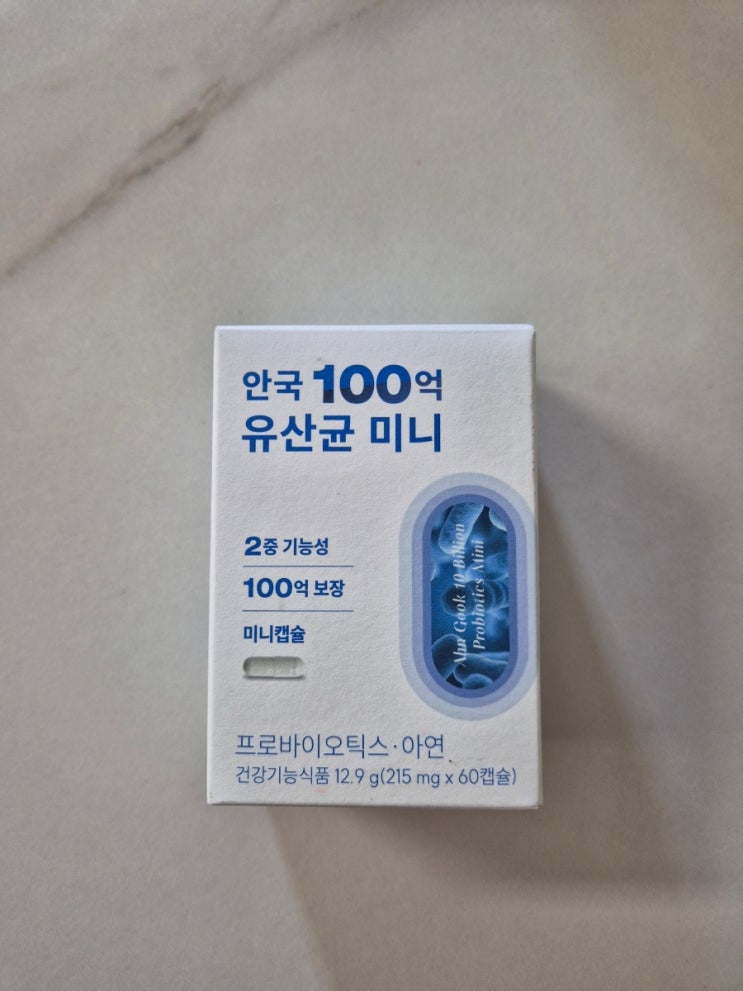 안국 100억
유산균 미니
2중 기능성
100억 보장
미니캡슐
Ahn Gook 10 Billion
Probiotics Mini
프로바이오틱스·아연
건강기능식품 12.9 g(215 mg x 60캡슐)